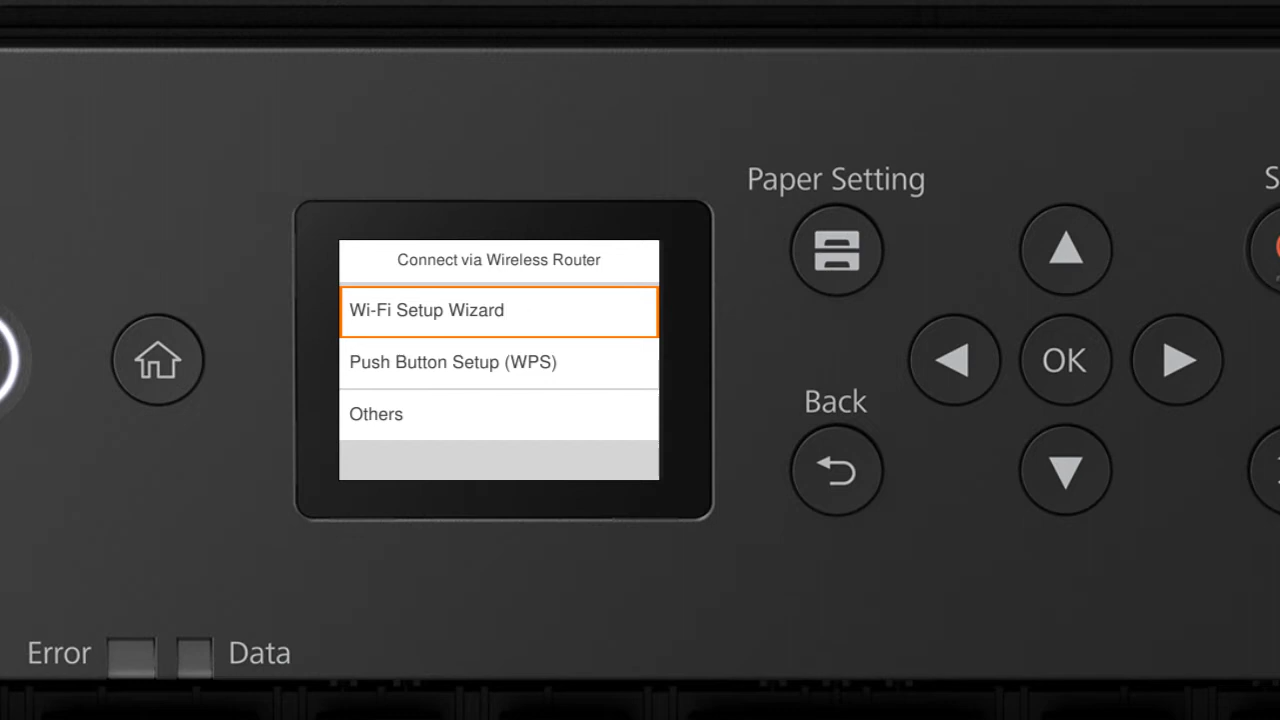 Paper Setting
Connect via Wireless Router
Wi-Fi Setup Wizard
Push Button Setup (WPS)
Others
OK
Back
Error
Data